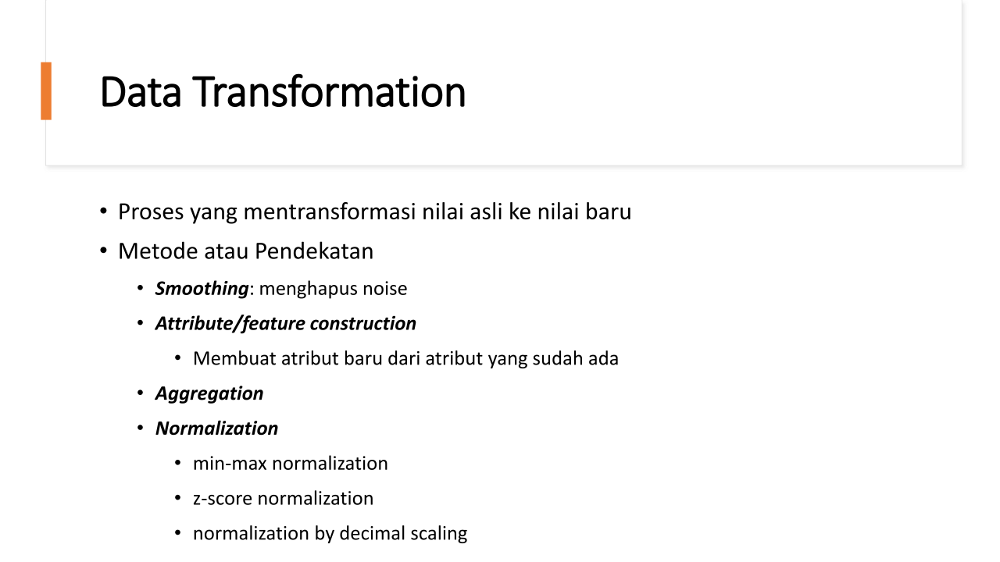 Data Transformation
• Proses yang mentransformasi nilai asli ke nilai baru
• Metode atau Pendekatan
• Smoothing: menghapus noise
• Attribute/feature construction
• Membuat atribut baru dari atribut yang sudah ada
• Aggregation
• Normalization
• min-max normalization
• z-score normalization
• normalization by decimal scaling